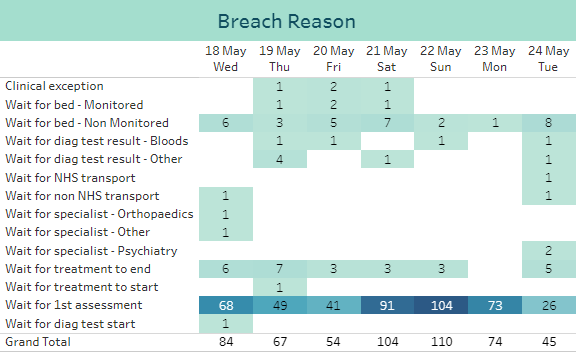 Breach Reason
18 May 19 May 20 May 21 May 22 May 23 May 24 May
Wed Thu Fri Sat Sun Mon Tue
Clinical exception 1 2 1
Wait for bed - Monitored 1 2 1
Wait for bed - Non Monitored 6 3 5 7 2 1 8
Wait for diag test result - Bloods 1 1 1 1
Wait for diag test result - Other 4 1 1
Wait for NHS transport 1
Wait for non NHS transport 1 1
Wait for specialist - Orthopaedics 1
Wait for specialist - Other 1
Wait for specialist - Psychiatry 2
Wait for treatment to end 6 7 3 3 3 5
Wait for treatment to start 1
Wait for 1st assessment 68 49 41 91 104 73 26
Wait for diag test start 1
Grand Total 84 67 54 104 110 74 45